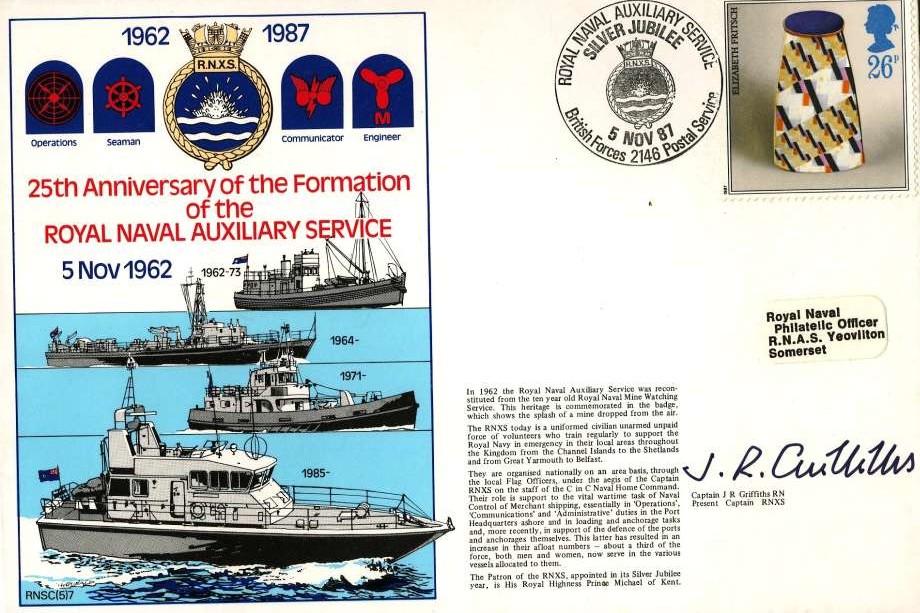 1962 1987
R.N.X.S.
Operations
Seaman
Communicator
M
Engineer
25th Anniversary of the Formation
of the
ROYAL NAVAL AUXILIARY SERVICE
5 Nov 1962
1962-73
1964-
1971-
1985-
RNSC(5)7
ROYAL NAVAL AUXILIARY SERVICE
SILVER JUBILEE
R.N.X.S.
5 NOV 87
British Forces 2146 Postal Service
ELIZABETH FRITSCH
26P
Royal Naval
Philatelic Officer
R.N.A.S. Yeovilton
Somerset
In 1962 the Royal Naval Auxiliary Service was recon-
stituted from the ten year old Royal Naval Mine Watching
Service. This heritage is commemorated in the badge,
which shows the splash of a mine dropped from the air.
The RNXS today is a uniformed civilian unarmed unpaid
force of volunteers who train regularly to support the
Royal Navy in emergency in their local areas throughout
the Kingdom from the Channel Islands to the Shetlands
and from Great Yarmouth to Belfast.
They are organised nationally on an area basis, through
the local Flag Officers, under the aegis of the Captain
RNXS on the staff of the C in C Naval Home Command.
Their role is support to the vital wartime task of Naval
Control of Merchant shipping, essentially in 'Operations',
'Communications' and 'Administrative' duties in the Port
Headquarters ashore and in loading and anchorage tasks
and, more recently, in support of the defence of the ports
and anchorages themselves. This latter has resulted in an
increase in their afloat numbers – about a third of the
force, both men and women, now serve in the various
vessels allocated to them.
The Patron of the RNXS, appointed in its Silver Jubilee
year, is His Royal Highness Prince Michael of Kent.
J. R. Griffiths
Captain J R Griffiths RN
Present Captain RNXS